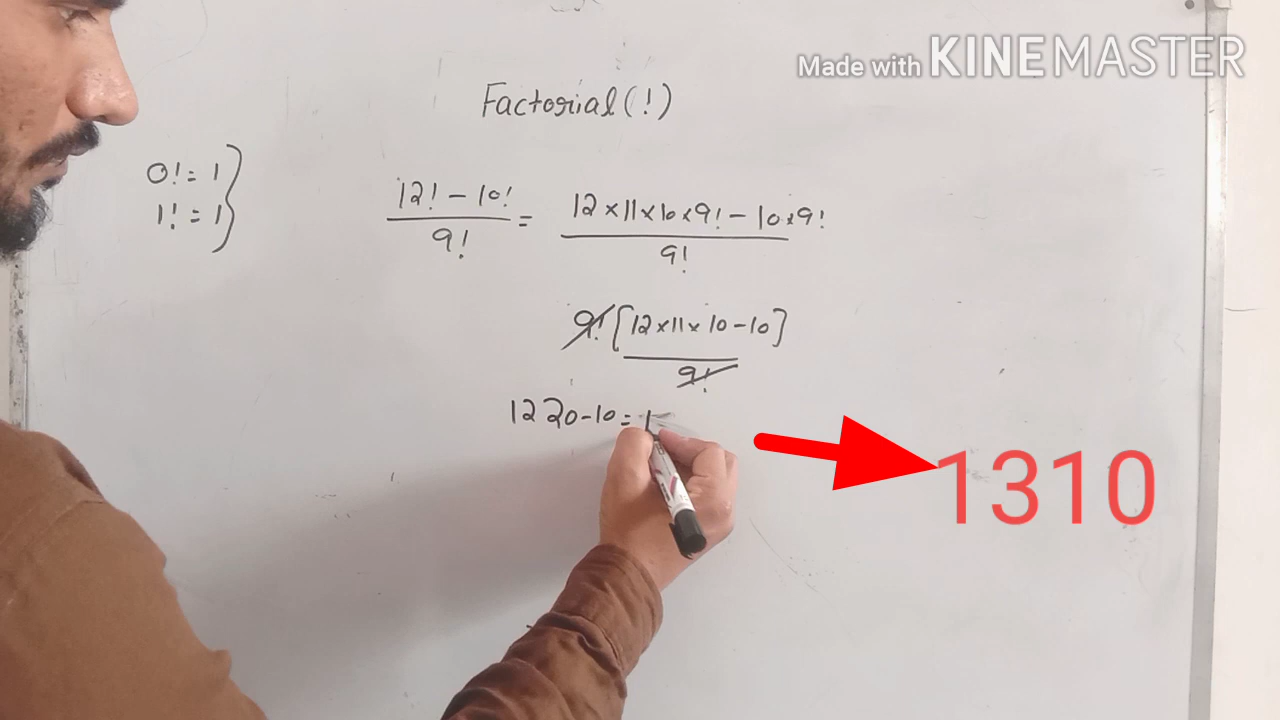 Made with KINEMASTER
Factorial (!)
0! = 1
1! = 1
12! - 10!
9!
=
12 × 11 × 10 × 9! - 10 × 9!
9!
9! [12 × 11 × 10 - 10]
9!
1220 - 10 = 1
1310